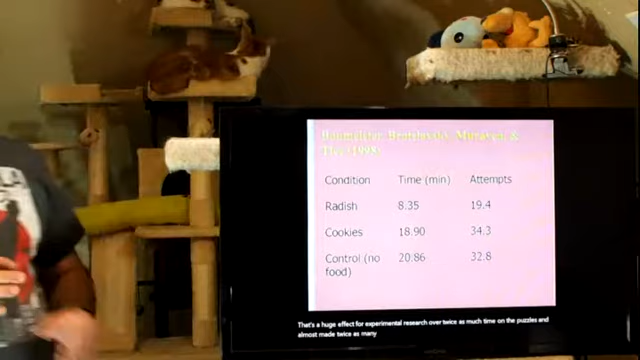 Baumeister, Bratslavsky, Muraven, &
Tice (1998)
Condition Time (min) Attempts
Radish 8.35 19.4
Cookies 18.90 34.3
Control (no food) 20.86 32.8
That's a huge effect for experimental research over twice as much time on the puzzles and
almost made twice as many